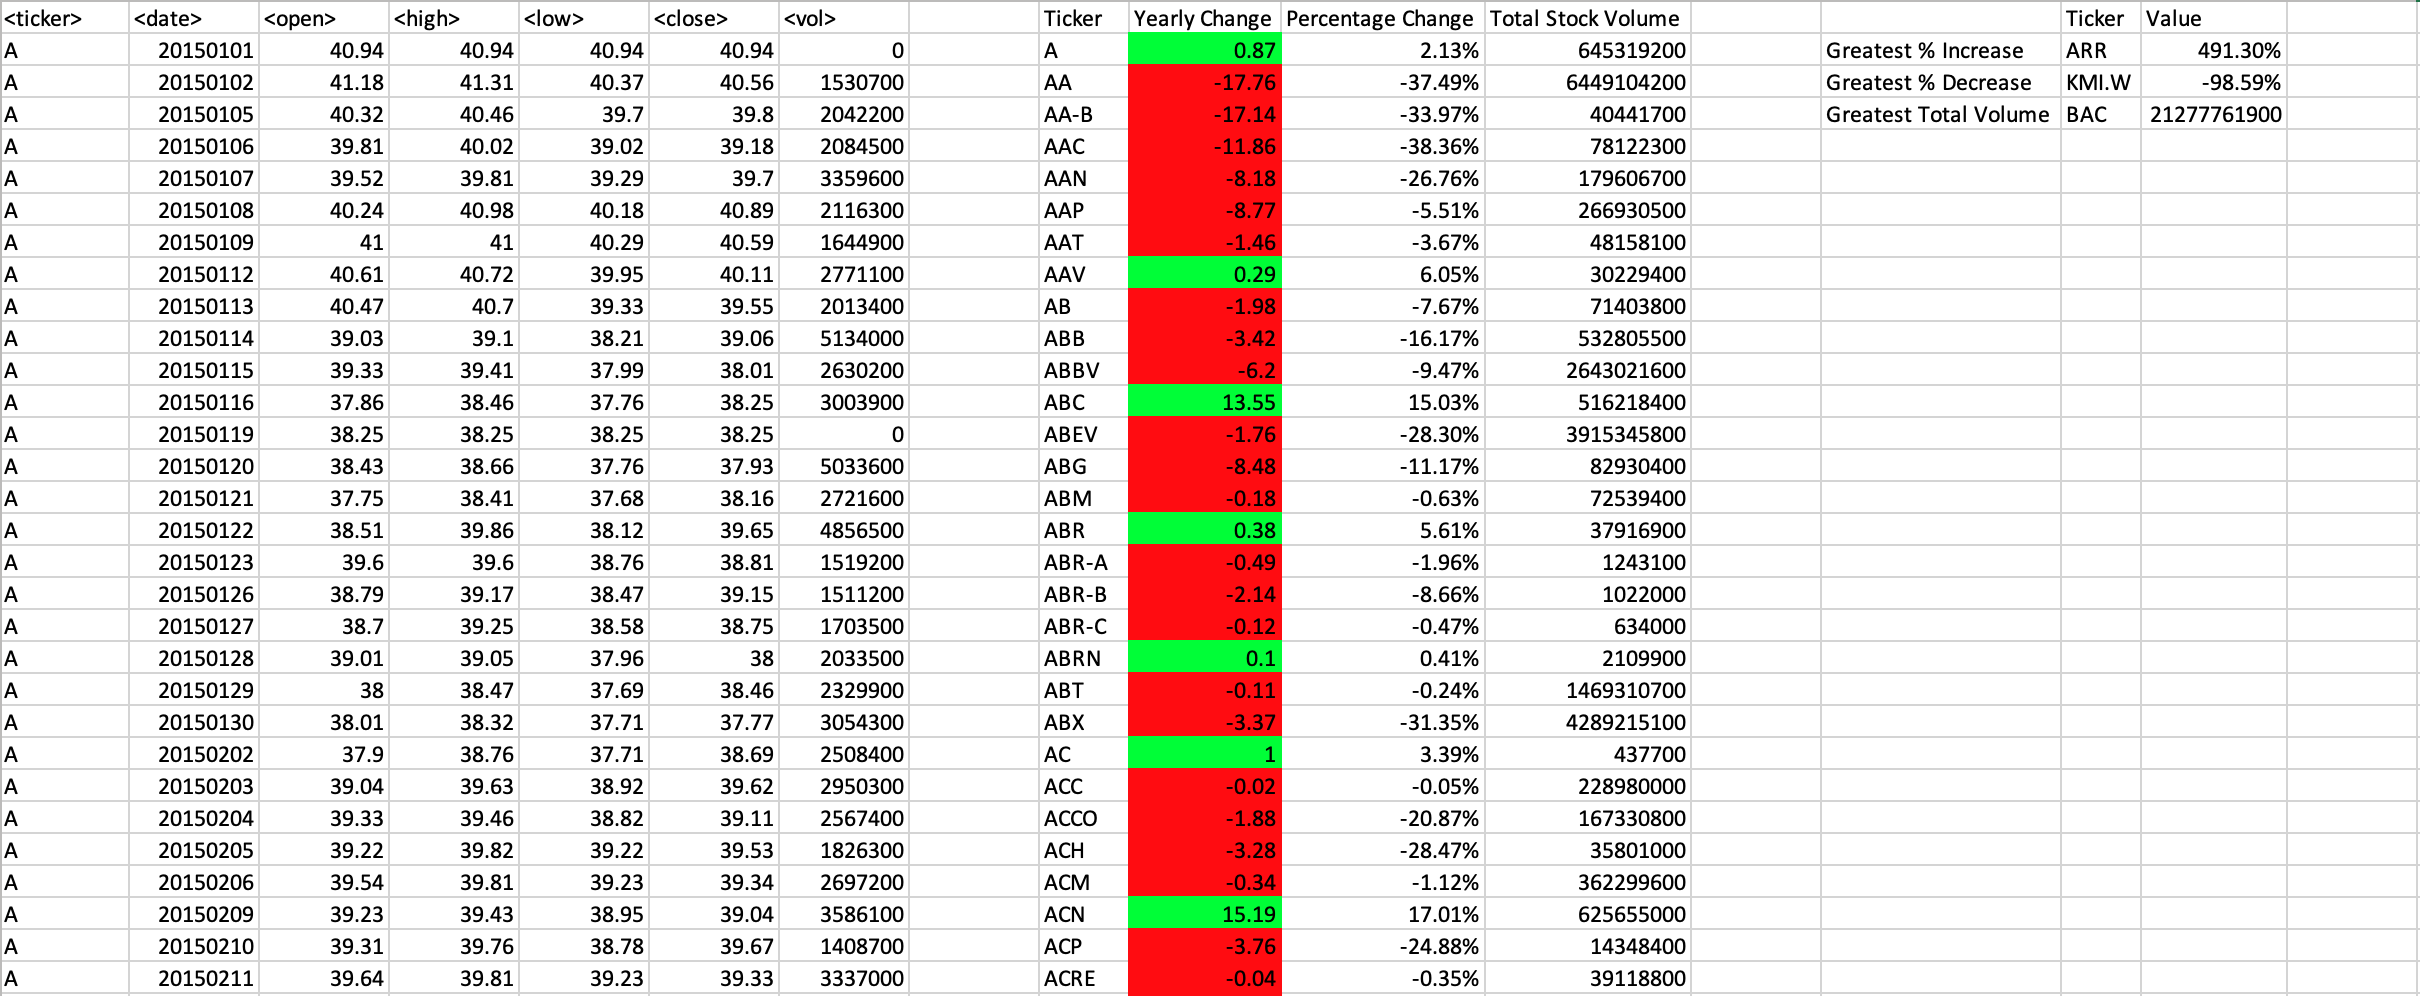 <ticker> <date> <open> <high> <low> <close> <vol> Ticker Yearly Change Percentage Change Total Stock Volume Ticker Value
A 20150101 40.94 40.94 40.94 40.94 0 A 0.87 2.13% 645319200 Greatest % Increase ARR 491.30%
A 20150102 41.18 41.31 40.37 40.56 1530700 AA -17.76 -37.49% 6449104200 Greatest % Decrease KMI.W -98.59%
A 20150105 40.32 40.46 39.7 39.8 2042200 AA-B -17.14 -33.97% 40441700 Greatest Total Volume BAC 21277761900
A 20150106 39.81 40.02 39.02 39.18 2084500 AAC -11.86 -38.36% 78122300
A 20150107 39.52 39.81 39.29 39.7 3359600 AAN -8.18 -26.76% 179606700
A 20150108 40.24 40.98 40.18 40.89 2116300 AAP -8.77 -5.51% 266930500
A 20150109 41 41 40.29 40.59 1644900 AAT -1.46 -3.67% 48158100
A 20150112 40.61 40.72 39.95 40.11 2771100 AAV 0.29 6.05% 30229400
A 20150113 40.47 40.7 39.33 39.55 2013400 AB -1.98 -7.67% 71403800
A 20150114 39.03 39.1 38.21 39.06 5134000 ABB -3.42 -16.17% 532805500
A 20150115 39.33 39.41 37.99 38.01 2630200 ABBV -6.2 -9.47% 2643021600
A 20150116 37.86 38.46 37.76 38.25 3003900 ABC 13.55 15.03% 516218400
A 20150119 38.25 38.25 38.25 38.25 0 ABEV -1.76 -28.30% 3915345800
A 20150120 38.43 38.66 37.76 37.93 5033600 ABG -8.48 -11.17% 82930400
A 20150121 37.75 38.41 37.68 38.16 2721600 ABM -0.18 -0.63% 72539400
A 20150122 38.51 39.86 38.12 39.65 4856500 ABR 0.38 5.61% 37916900
A 20150123 39.6 39.6 38.76 38.81 1519200 ABR-A -0.49 -1.96% 1243100
A 20150126 38.79 39.17 38.47 39.15 1511200 ABR-B -2.14 -8.66% 1022000
A 20150127 38.7 39.25 38.58 38.75 1703500 ABR-C -0.12 -0.47% 634000
A 20150128 39.01 39.05 37.96 38 2033500 ABRN 0.1 0.41% 2109900
A 20150129 38 38.47 37.69 38.46 2329900 ABT -0.11 -0.24% 1469310700
A 20150130 38.01 38.32 37.71 37.77 3054300 ABX -3.37 -31.35% 4289215100
A 20150202 37.9 38.76 37.71 38.69 2508400 AC 1 3.39% 437700
A 20150203 39.04 39.63 38.92 39.62 2950300 ACC -0.02 -0.05% 228980000
A 20150204 39.33 39.46 38.82 39.11 2567400 ACCO -1.88 -20.87% 167330800
A 20150205 39.22 39.82 39.22 39.53 1826300 ACH -3.28 -28.47% 35801000
A 20150206 39.54 39.81 39.23 39.34 2697200 ACM -0.34 -1.12% 362299600
A 20150209 39.23 39.43 38.95 39.04 3586100 ACN 15.19 17.01% 625655000
A 20150210 39.31 39.76 38.78 39.67 1408700 ACP -3.76 -24.88% 14348400
A 20150211 39.64 39.81 39.23 39.33 3337000 ACRE -0.04 -0.35% 39118800